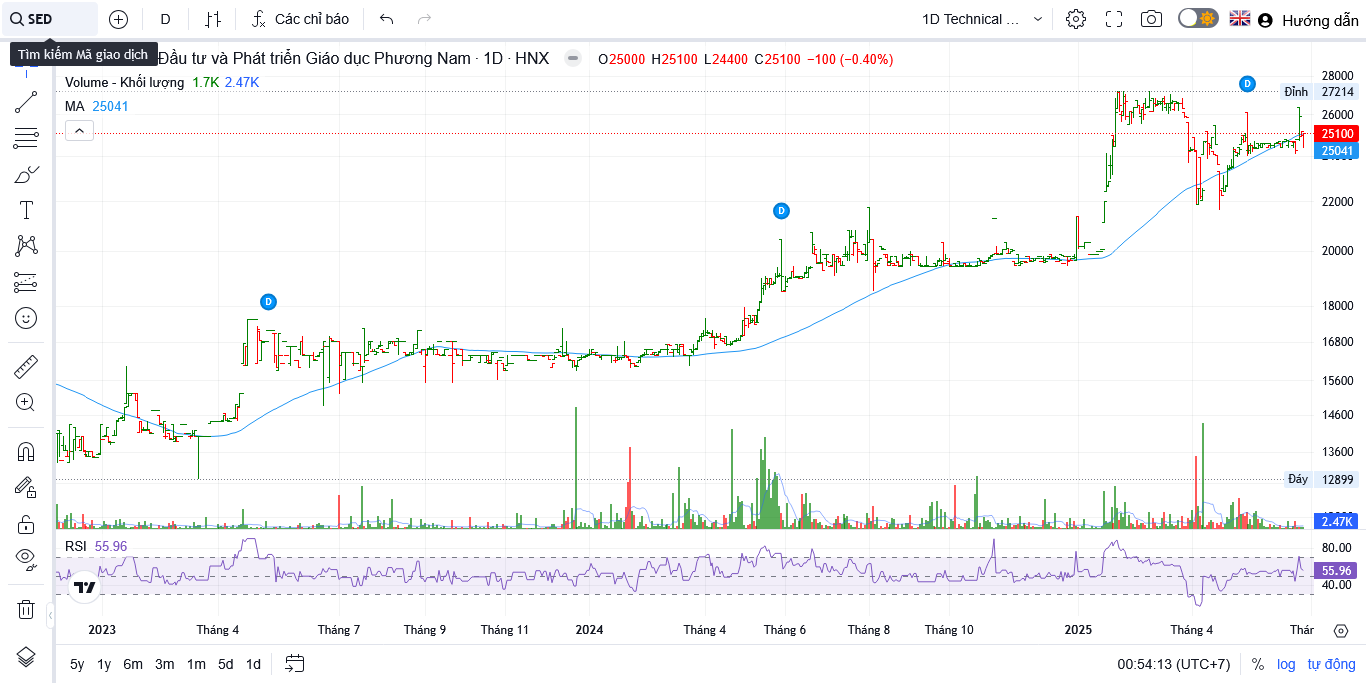 SED
D
Các chỉ báo
1D Technical ...
Hướng dẫn
Tìm kiếm Mã giao dịch
Đầu tư và Phát triển Giáo dục Phương Nam · 1D · HNX
O25000 H25100 L24400 C25100 −100 (−0.40%)
Volume - Khối lượng 1.7K 2.47K
MA 25041
D
D
D
28000
Đỉnh 27214
26000
25100
25041
22000
20000
18000
16800
15600
14600
13600
Đáy 12899
2.47K
RSI 55.96
80.00
55.96
40.00
2023 Tháng 4 Tháng 7 Tháng 9 Tháng 11 2024 Tháng 4 Tháng 6 Tháng 8 Tháng 10 2025 Tháng 4 Thár
5y 1y 6m 3m 1m 5d 1d
00:54:13 (UTC+7) % log tự động